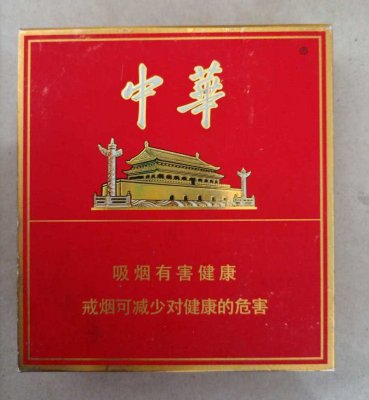 中華
吸烟有害健康
戒烟可减少对健康的危害